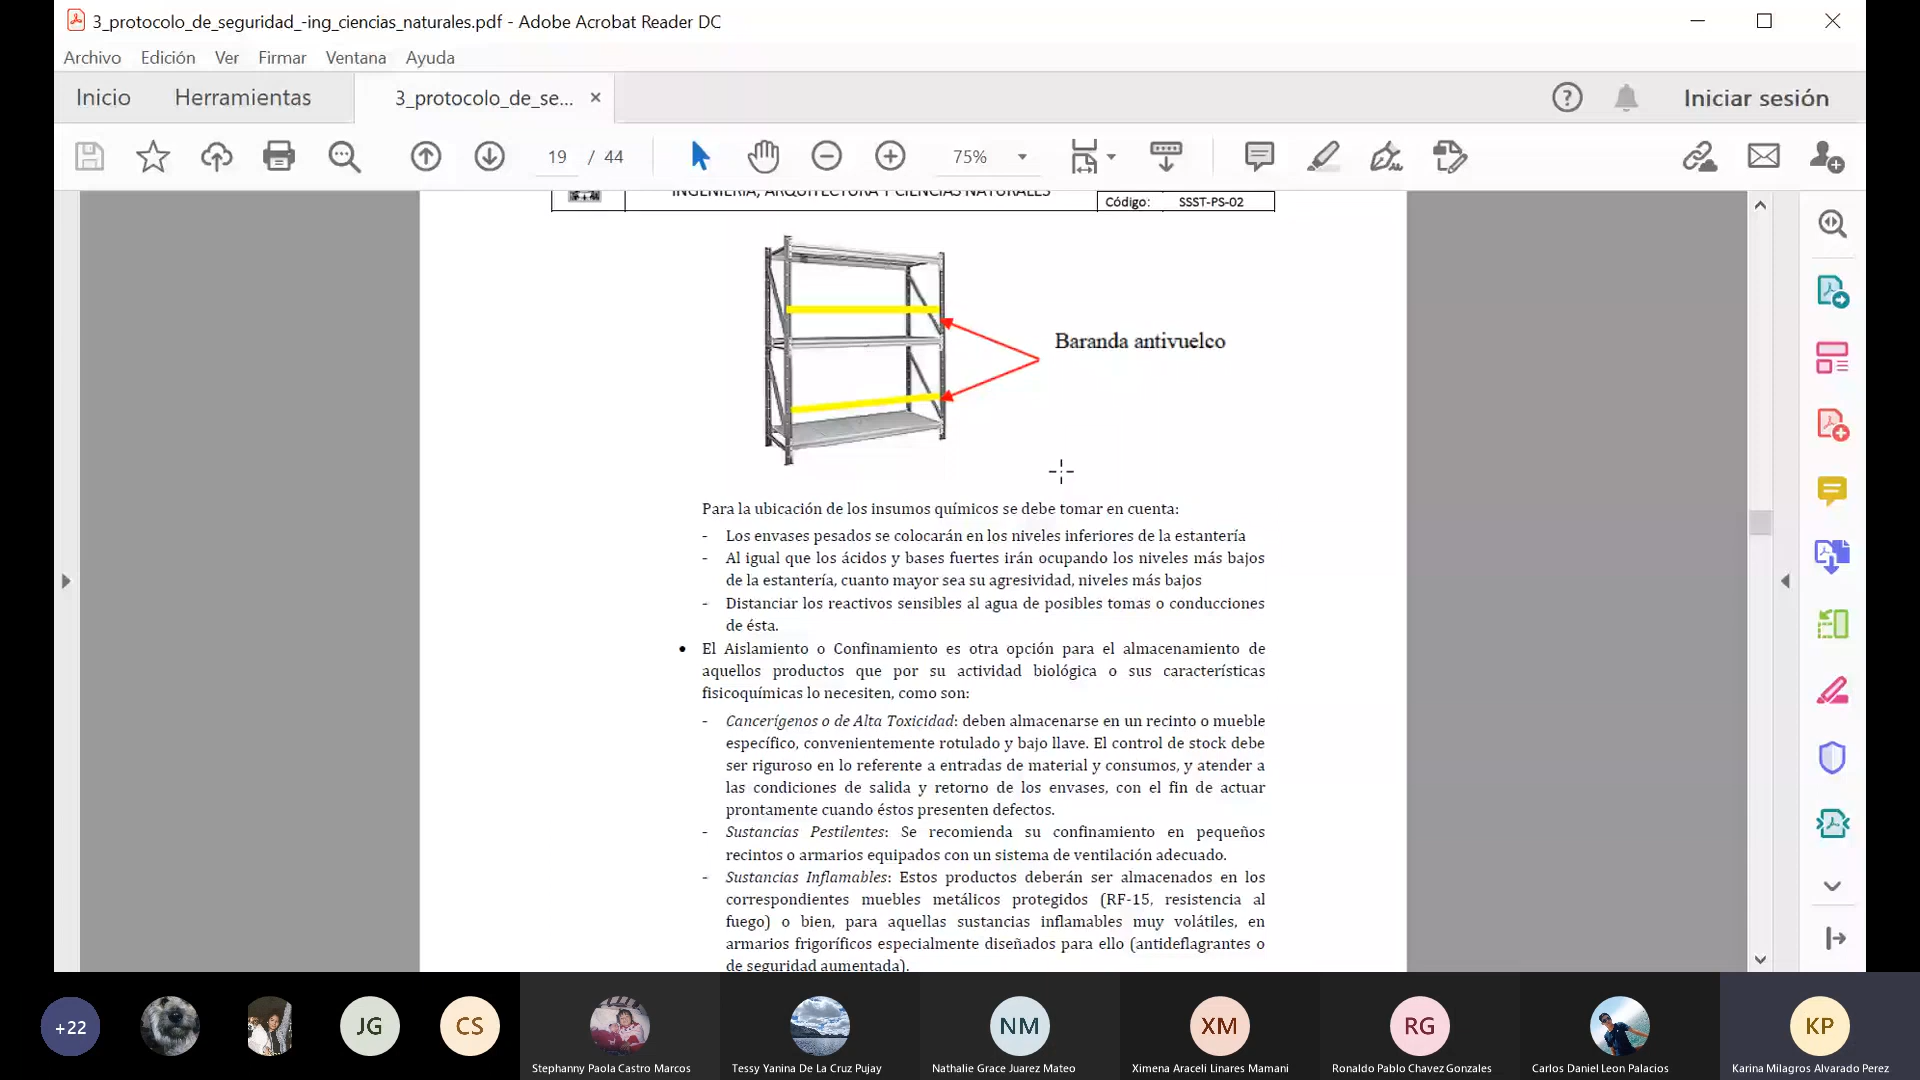 3_protocolo_de_seguridad_-ing_ciencias_naturales.pdf - Adobe Acrobat Reader DC
Archivo Edición Ver Firmar Ventana Ayuda
Inicio Herramientas 3_protocolo_de_se... × Iniciar sesión
19 / 44 75%
INGENIERÍA, ARQUITECTURA Y CIENCIAS NATURALES
Código: SSST-PS-02
Baranda antivuelco
Para la ubicación de los insumos químicos se debe tomar en cuenta:
- Los envases pesados se colocarán en los niveles inferiores de la estantería
- Al igual que los ácidos y bases fuertes irán ocupando los niveles más bajos
de la estantería, cuanto mayor sea su agresividad, niveles más bajos
- Distanciar los reactivos sensibles al agua de posibles tomas o conducciones
de ésta.
• El Aislamiento o Confinamiento es otra opción para el almacenamiento de
aquellos productos que por su actividad biológica o sus características
fisicoquímicas lo necesiten, como son:
- Cancerígenos o de Alta Toxicidad: deben almacenarse en un recinto o mueble
específico, convenientemente rotulado y bajo llave. El control de stock debe
ser riguroso en lo referente a entradas de material y consumos, y atender a
las condiciones de salida y retorno de los envases, con el fin de actuar
prontamente cuando éstos presenten defectos.
- Sustancias Pestilentes: Se recomienda su confinamiento en pequeños
recintos o armarios equipados con un sistema de ventilación adecuado.
- Sustancias Inflamables: Estos productos deberán ser almacenados en los
correspondientes muebles metálicos protegidos (RF-15, resistencia al
fuego) o bien, para aquellas sustancias inflamables muy volátiles, en
armarios frigoríficos especialmente diseñados para ello (antideflagrantes o
de seguridad aumentada).
+22 JG CS NM XM RG KP
Stephanny Paola Castro Marcos Tessy Yanina De La Cruz Pujay Nathalie Grace Juarez Mateo Ximena Araceli Linares Mamani Ronaldo Pablo Chavez Gonzales Carlos Daniel Leon Palacios Karina Milagros Alvarado Perez